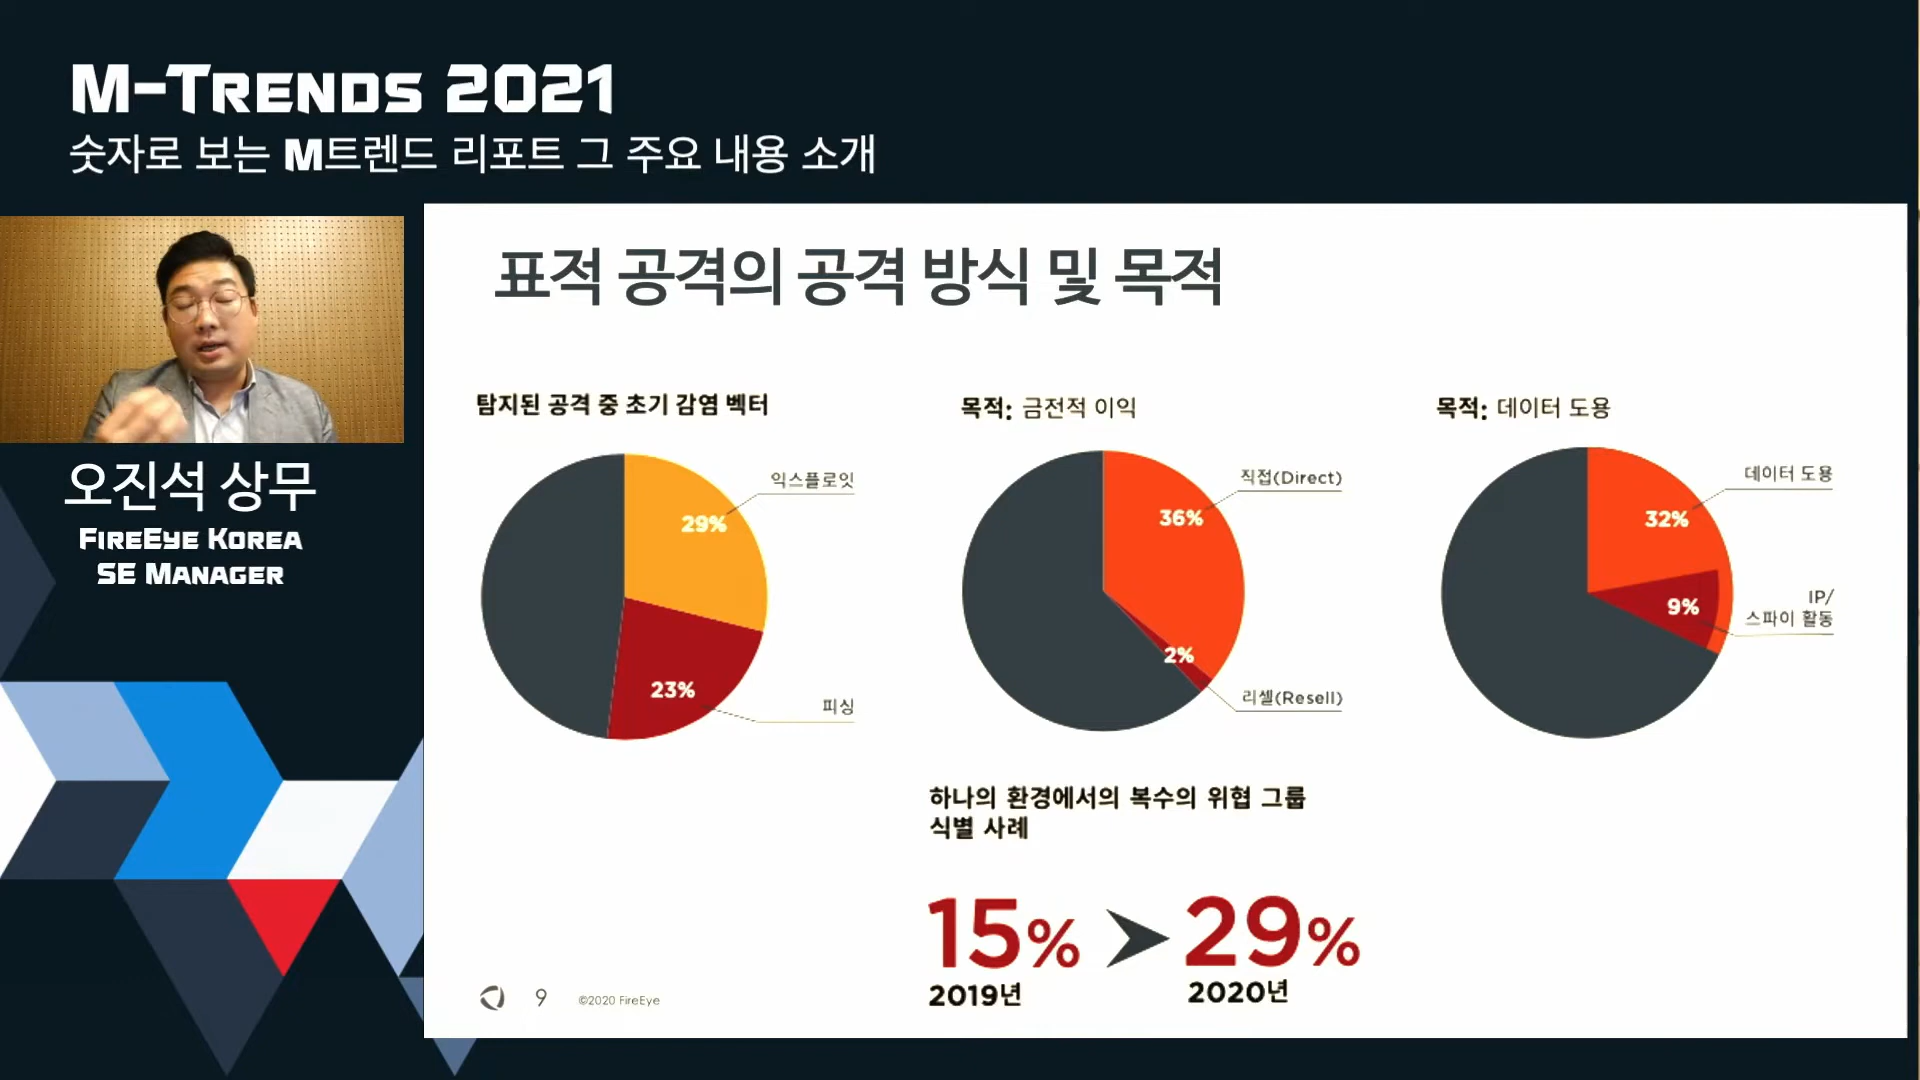 M-Trends 2021
숫자로 보는 M트렌드 리포트 그 주요 내용 소개
오진석 상무
FireEye Korea
SE Manager
표적 공격의 공격 방식 및 목적
탐지된 공격 중 초기 감염 벡터
익스플로잇
29%
23%
피싱
목적: 금전적 이익
직접(Direct)
36%
2%
리셀(Resell)
목적: 데이터 도용
데이터 도용
32%
IP/
스파이 활동
9%
하나의 환경에서의 복수의 위협 그룹
식별 사례
15% 29%
2019년 2020년
9 ©2020 FireEye